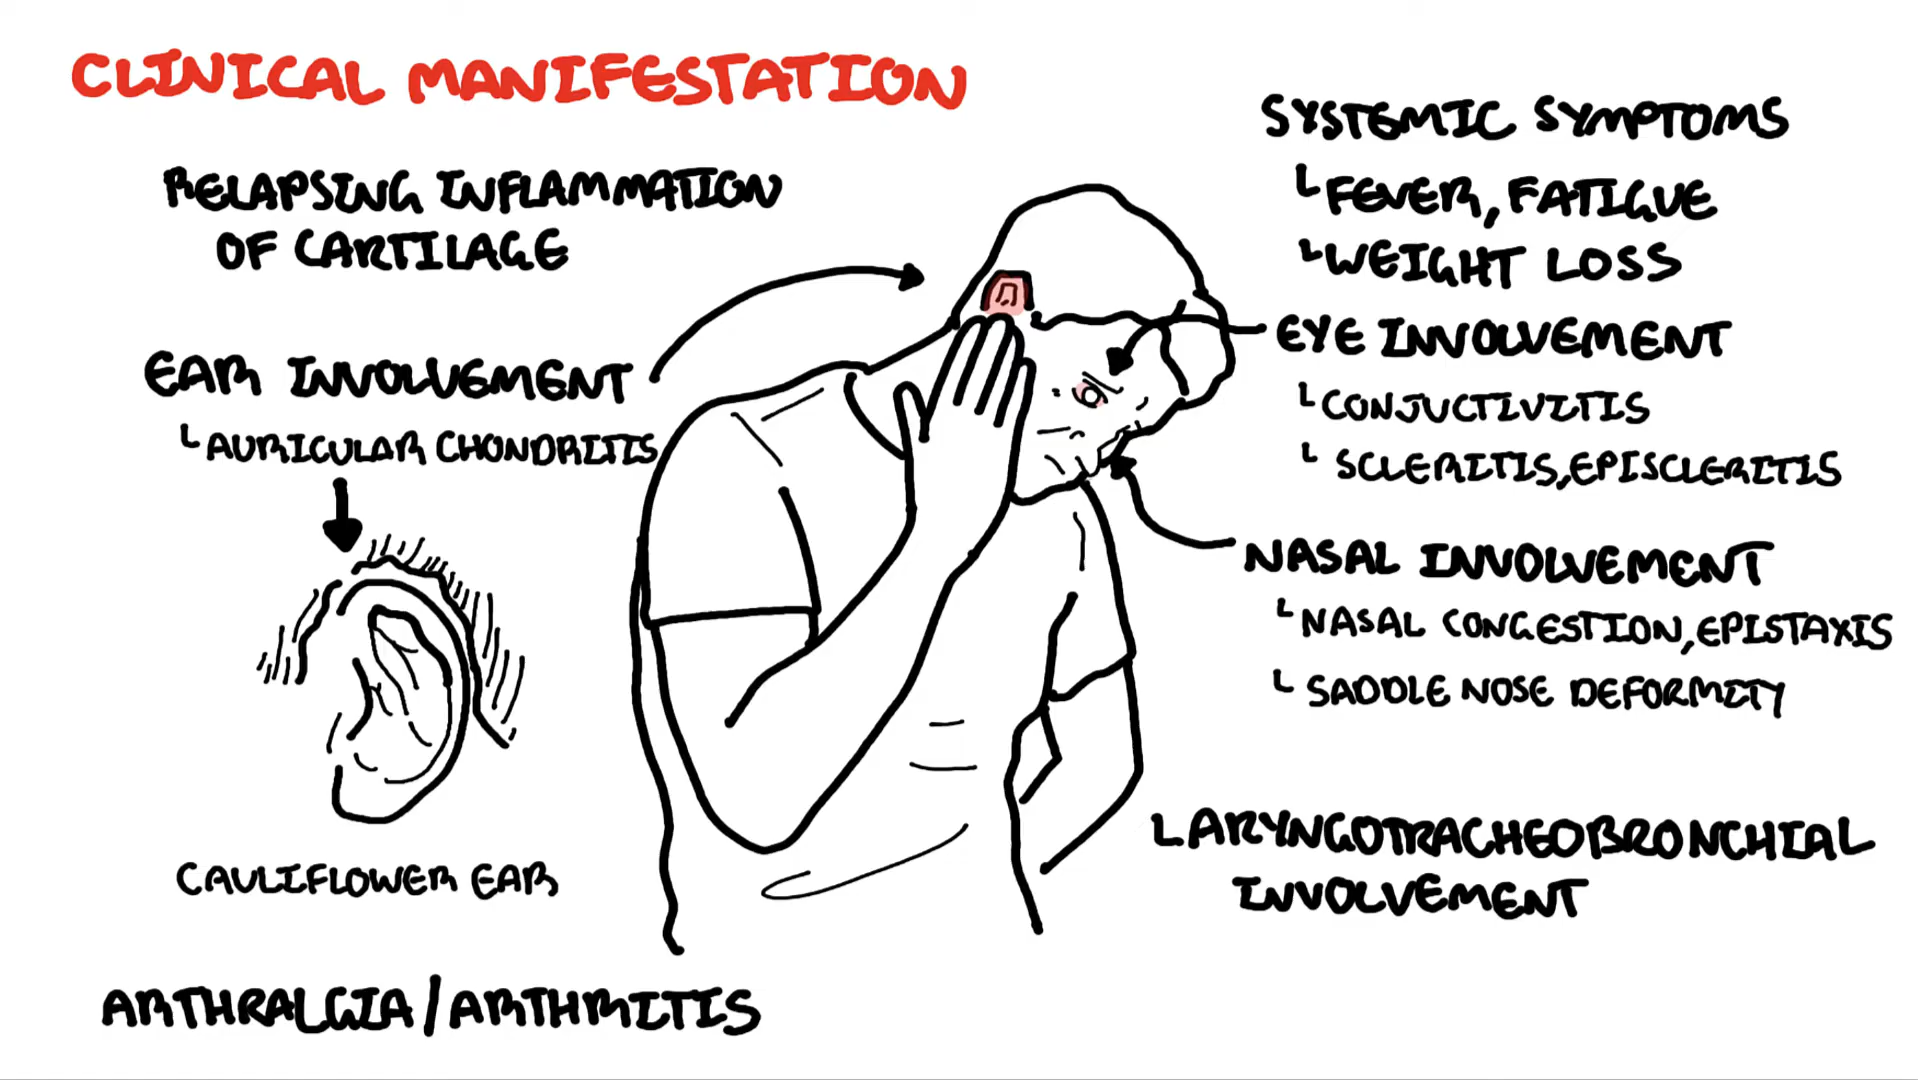 CLINICAL MANIFESTATION
RELAPSING INFLAMMATION
OF CARTILAGE
EAR INVOLVEMENT
AURICULAR CHONDRITIS
CAULIFLOWER EAR
ARTHRALGIA/ARTHRITIS
SYSTEMIC SYMPTOMS
FEVER, FATIGUE
WEIGHT LOSS
EYE INVOLVEMENT
CONJUCTIVITIS
SCLERITIS, EPISCLERITIS
NASAL INVOLVEMENT
NASAL CONGESTION, EPISTAXIS
SADDLE NOSE DEFORMITY
LARYNGOTRACHEOBRONCHIAL
INVOLVEMENT